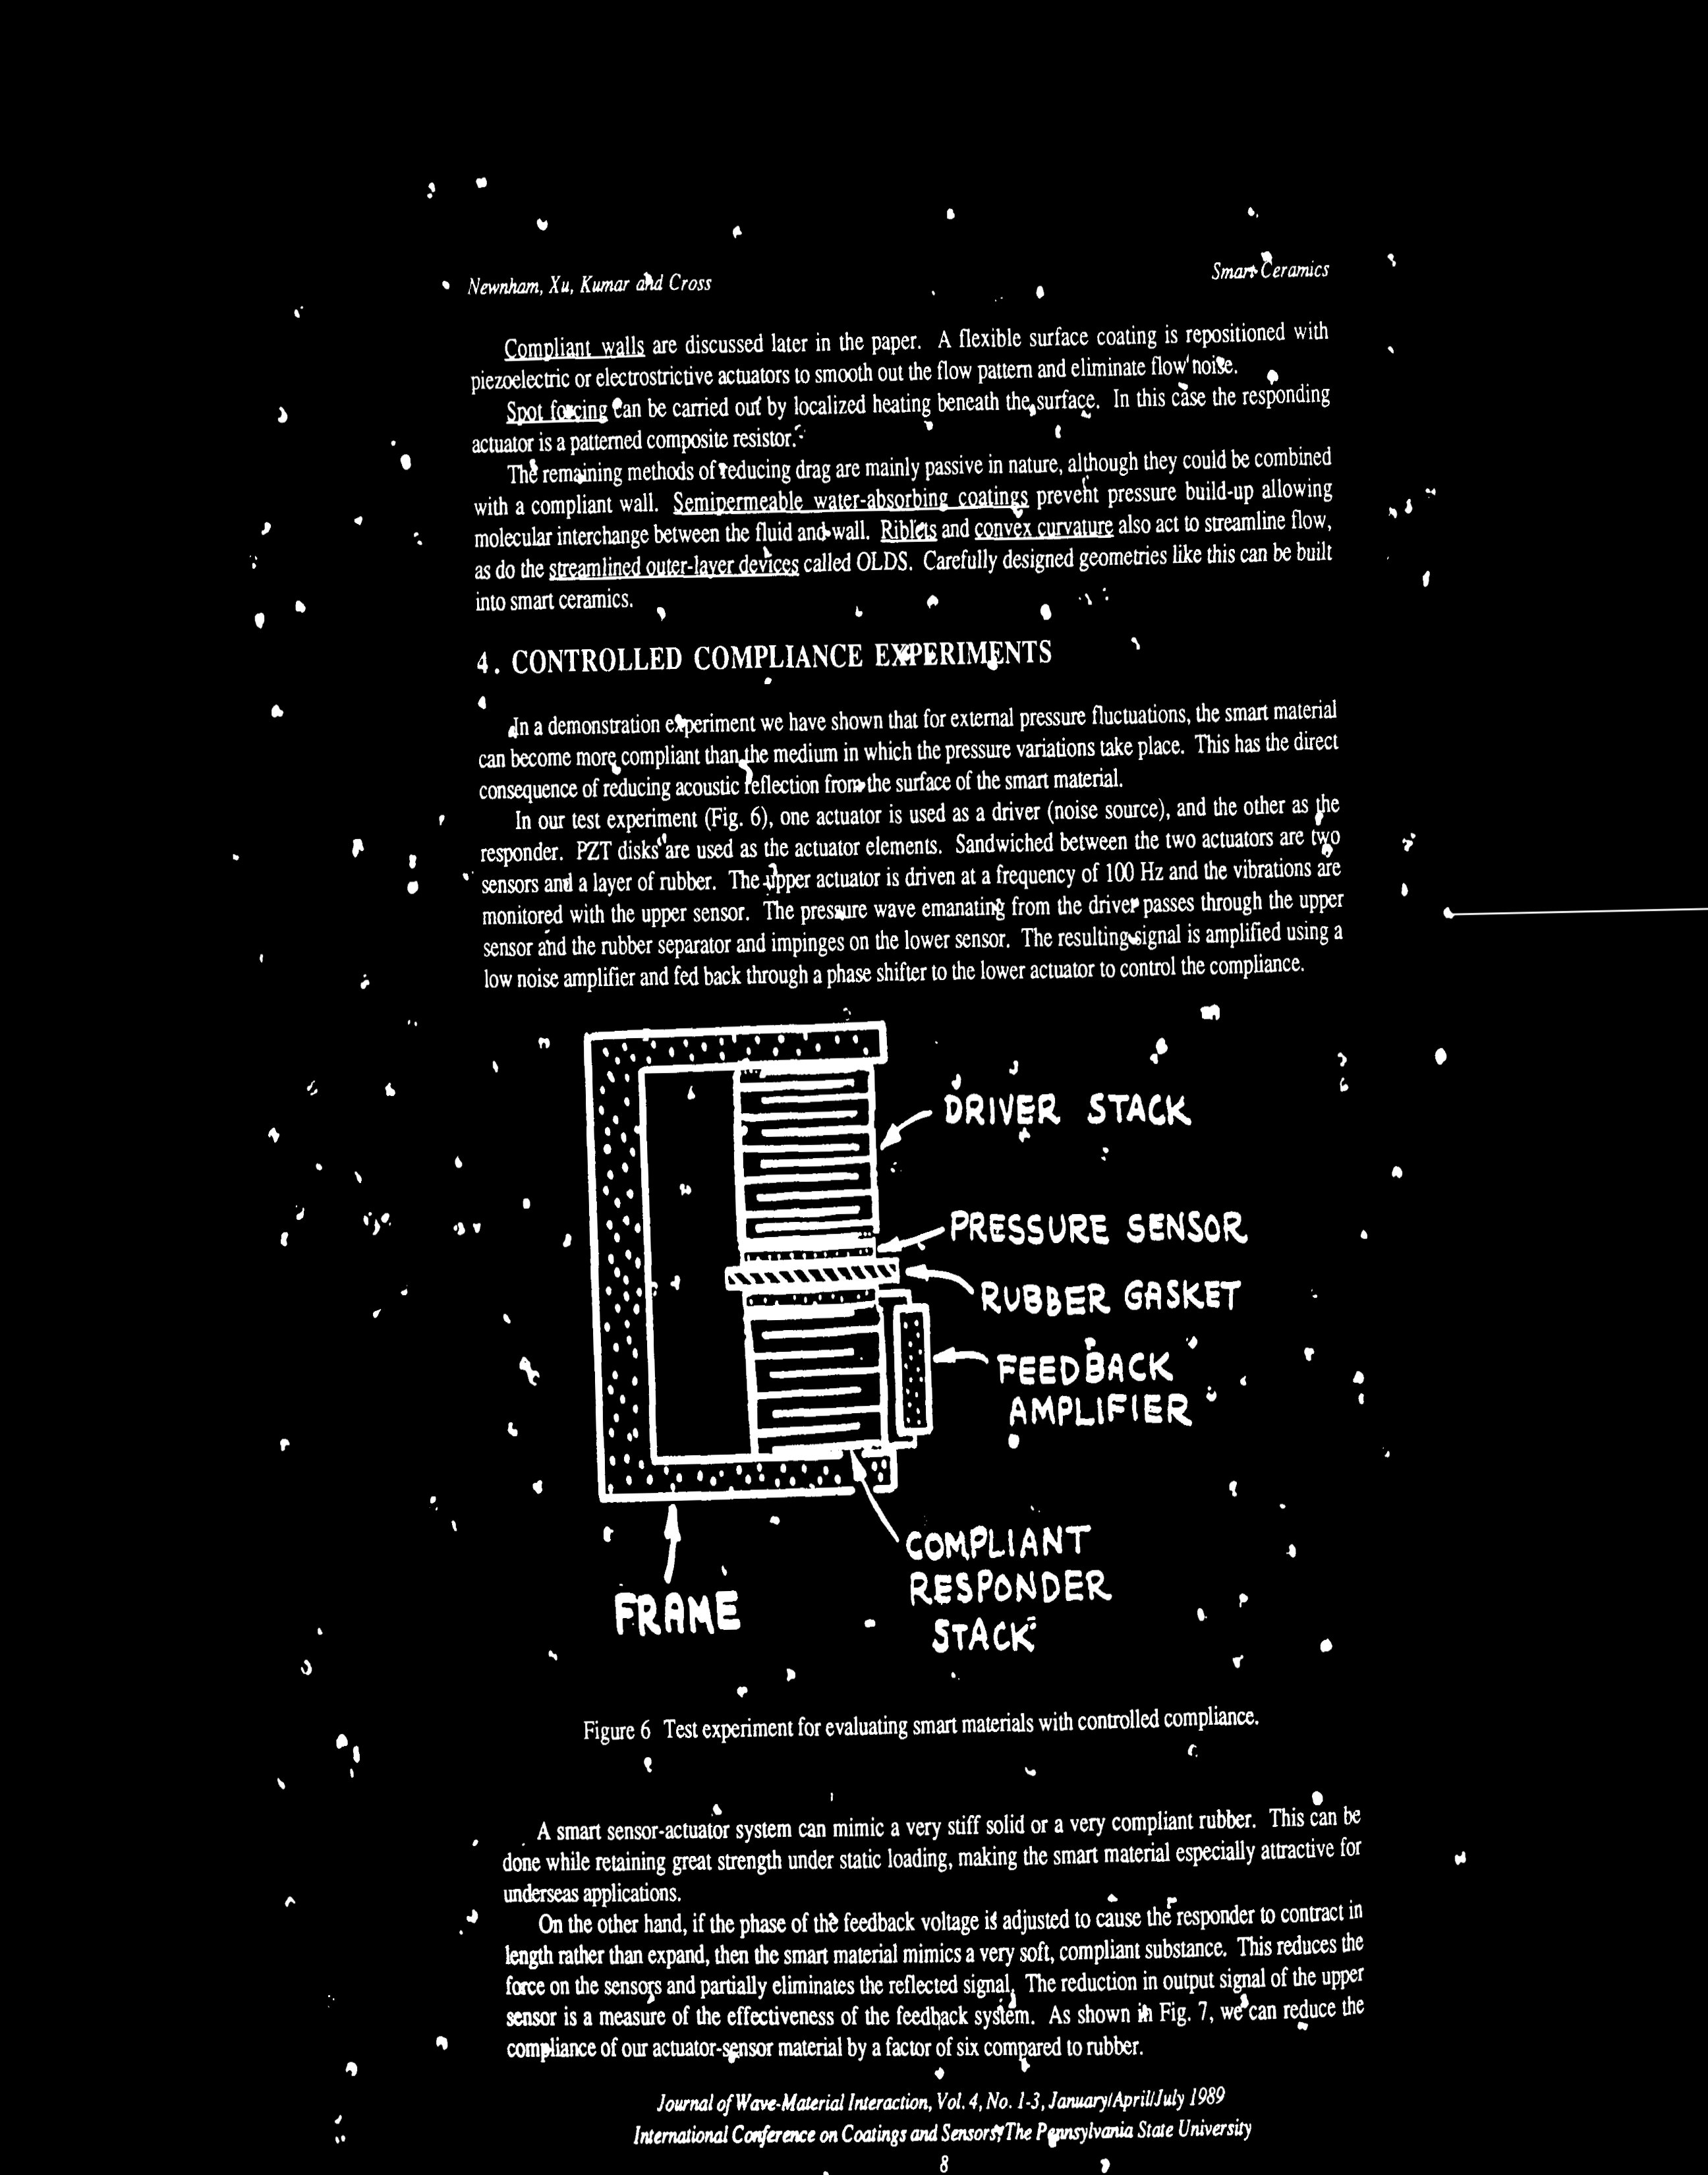 Newnham, Xu, Kumar and Cross
Smart Ceramics
Compliant walls are discussed later in the paper. A flexible surface coating is repositioned with
piezoelectric or electrostrictive actuators to smooth out the flow pattern and eliminate flow noise.
Spot forcing can be carried out by localized heating beneath the surface. In this case the responding
actuator is a patterned composite resistor.
The remaining methods of reducing drag are mainly passive in nature, although they could be combined
with a compliant wall. Semipermeable water-absorbing coatings prevent pressure build-up allowing
molecular interchange between the fluid and wall. Riblets and convex curvature also act to streamline flow,
as do the streamlined outer-layer devices called OLDS. Carefully designed geometries like this can be built
into smart ceramics.
4. CONTROLLED COMPLIANCE EXPERIMENTS
In a demonstration experiment we have shown that for external pressure fluctuations, the smart material
can become more compliant than the medium in which the pressure variations take place. This has the direct
consequence of reducing acoustic reflection from the surface of the smart material.
In our test experiment (Fig. 6), one actuator is used as a driver (noise source), and the other as the
responder. PZT disks are used as the actuator elements. Sandwiched between the two actuators are two
sensors and a layer of rubber. The upper actuator is driven at a frequency of 100 Hz and the vibrations are
monitored with the upper sensor. The pressure wave emanating from the driver passes through the upper
sensor and the rubber separator and impinges on the lower sensor. The resulting signal is amplified using a
low noise amplifier and fed back through a phase shifter to the lower actuator to control the compliance.
DRIVER STACK
PRESSURE SENSOR
RUBBER GASKET
FEEDBACK
AMPLIFIER
COMPLIANT
RESPONDER
STACK
FRAME
Figure 6 Test experiment for evaluating smart materials with controlled compliance.
A smart sensor-actuator system can mimic a very stiff solid or a very compliant rubber. This can be
done while retaining great strength under static loading, making the smart material especially attractive for
underseas applications.
On the other hand, if the phase of the feedback voltage is adjusted to cause the responder to contract in
length rather than expand, then the smart material mimics a very soft, compliant substance. This reduces the
force on the sensors and partially eliminates the reflected signal. The reduction in output signal of the upper
sensor is a measure of the effectiveness of the feedback system. As shown in Fig. 7, we can reduce the
compliance of our actuator-sensor material by a factor of six compared to rubber.
Journal of Wave-Material Interaction, Vol. 4, No. 1-3, January/April/July 1989
International Conference on Coatings and Sensors, The Pennsylvania State University
8